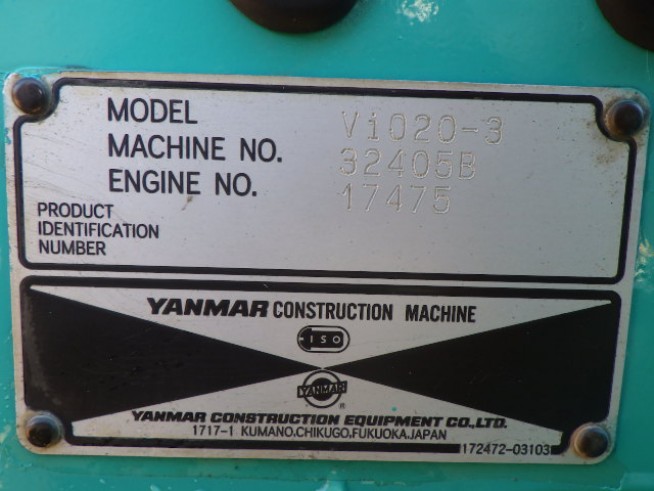 MODEL Vi020-3
MACHINE NO. 32405B
ENGINE NO. 17475
PRODUCT
IDENTIFICATION
NUMBER
YANMAR CONSTRUCTION MACHINE
ISO
YANMAR
®
YANMAR CONSTRUCTION EQUIPMENT CO.,LTD.
1717-1 KUMANO.CHIKUGO.FUKUOKA.JAPAN
172472-03103